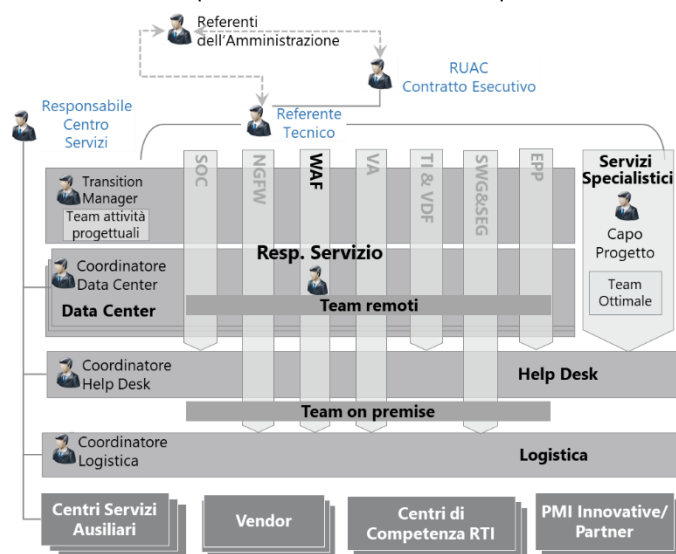 Referenti
dell'Amministrazione
RUAC
Contratto Esecutivo
Responsabile
Centro
Servizi
Referente
Tecnico
SOC
NGFW
WAF
VA
TI & VDF
SWG&SEG
EPP
Servizi
Specialistici
Transition
Manager
Team attività
progettuali
Capo
Progetto
Resp. Servizio
Coordinatore
Data Center
Team
Ottimale
Data Center
Team remoti
Coordinatore
Help Desk
Help Desk
Team on premise
Coordinatore
Logistica
Logistica
Centri Servizi
Ausiliari
Vendor
Centri di
Competenza RTI
PMI Innovative/
Partner